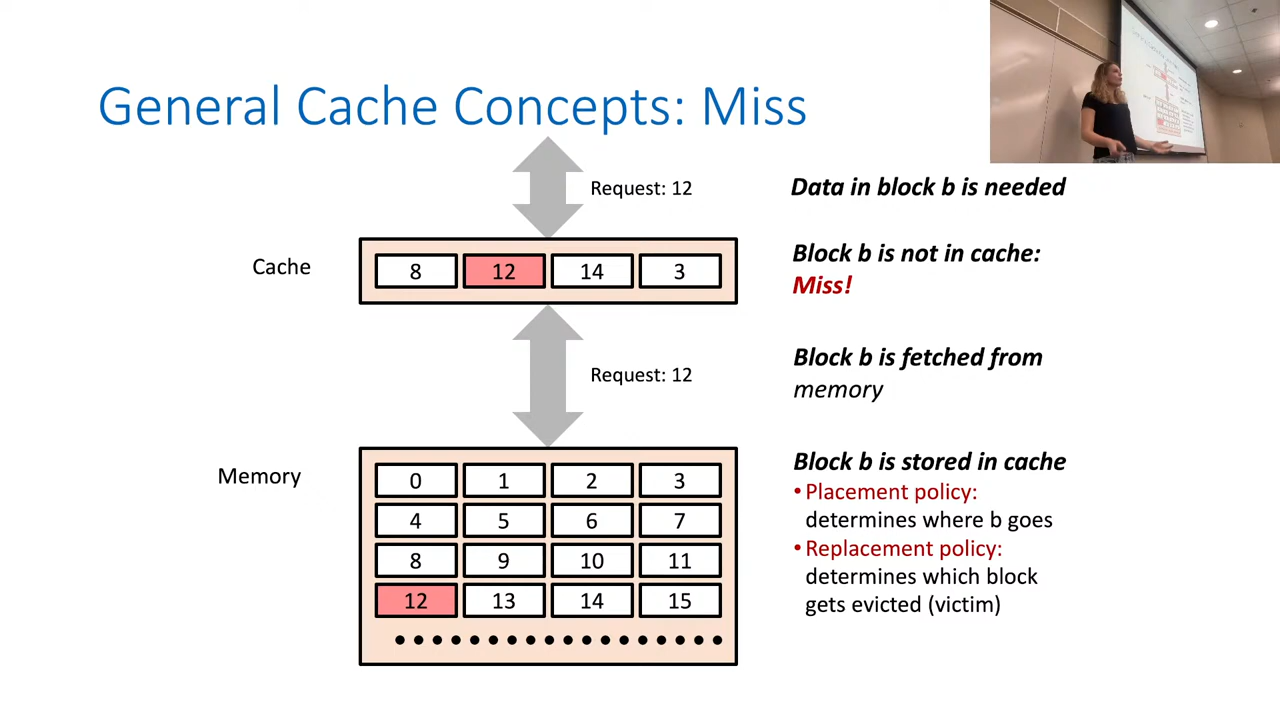 General Cache Concepts: Miss
Request: 12
Data in block b is needed
Cache
8 12 14 3
Block b is not in cache:
Miss!
Request: 12
Block b is fetched from
memory
Memory
0 1 2 3
4 5 6 7
8 9 10 11
12 13 14 15
Block b is stored in cache
• Placement policy:
determines where b goes
• Replacement policy:
determines which block
gets evicted (victim)